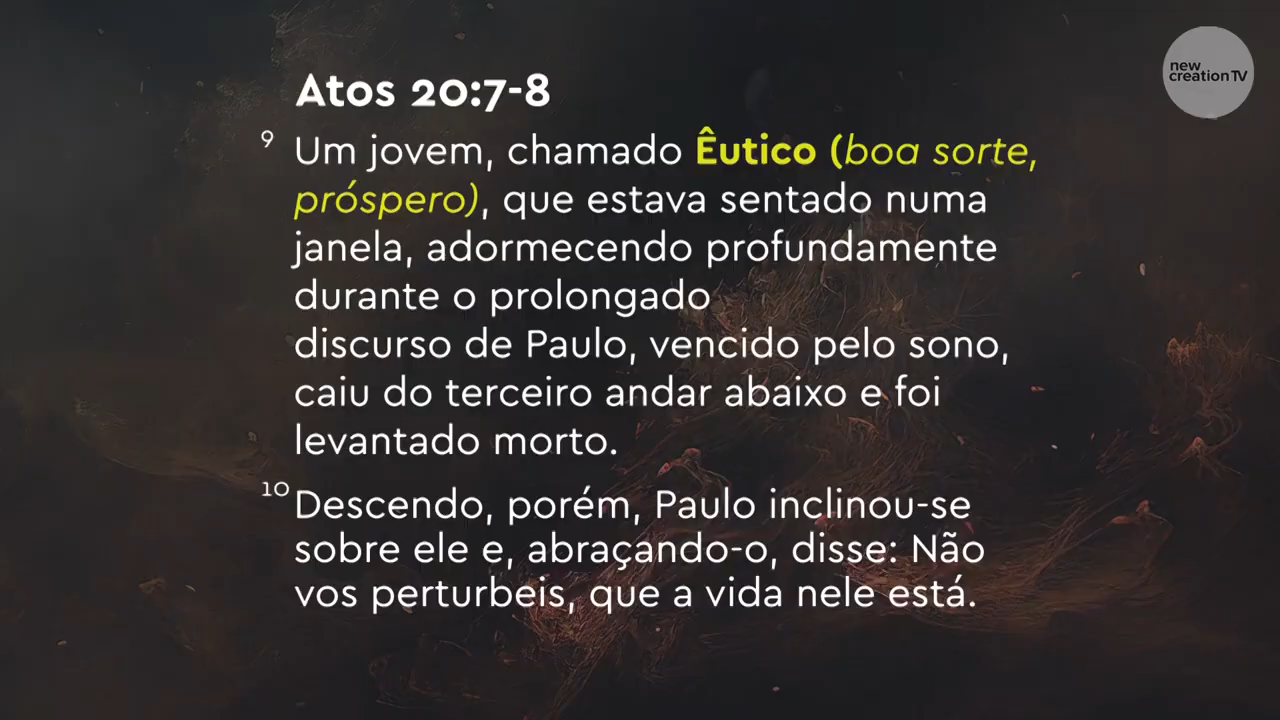 new
creation TV
Atos 20:7-8
9 Um jovem, chamado Êutico (boa sorte,
próspero), que estava sentado numa
janela, adormecendo profundamente
durante o prolongado
discurso de Paulo, vencido pelo sono,
caiu do terceiro andar abaixo e foi
levantado morto.
10 Descendo, porém, Paulo inclinou-se
sobre ele e, abraçando-o, disse: Não
vos perturbeis, que a vida nele está.